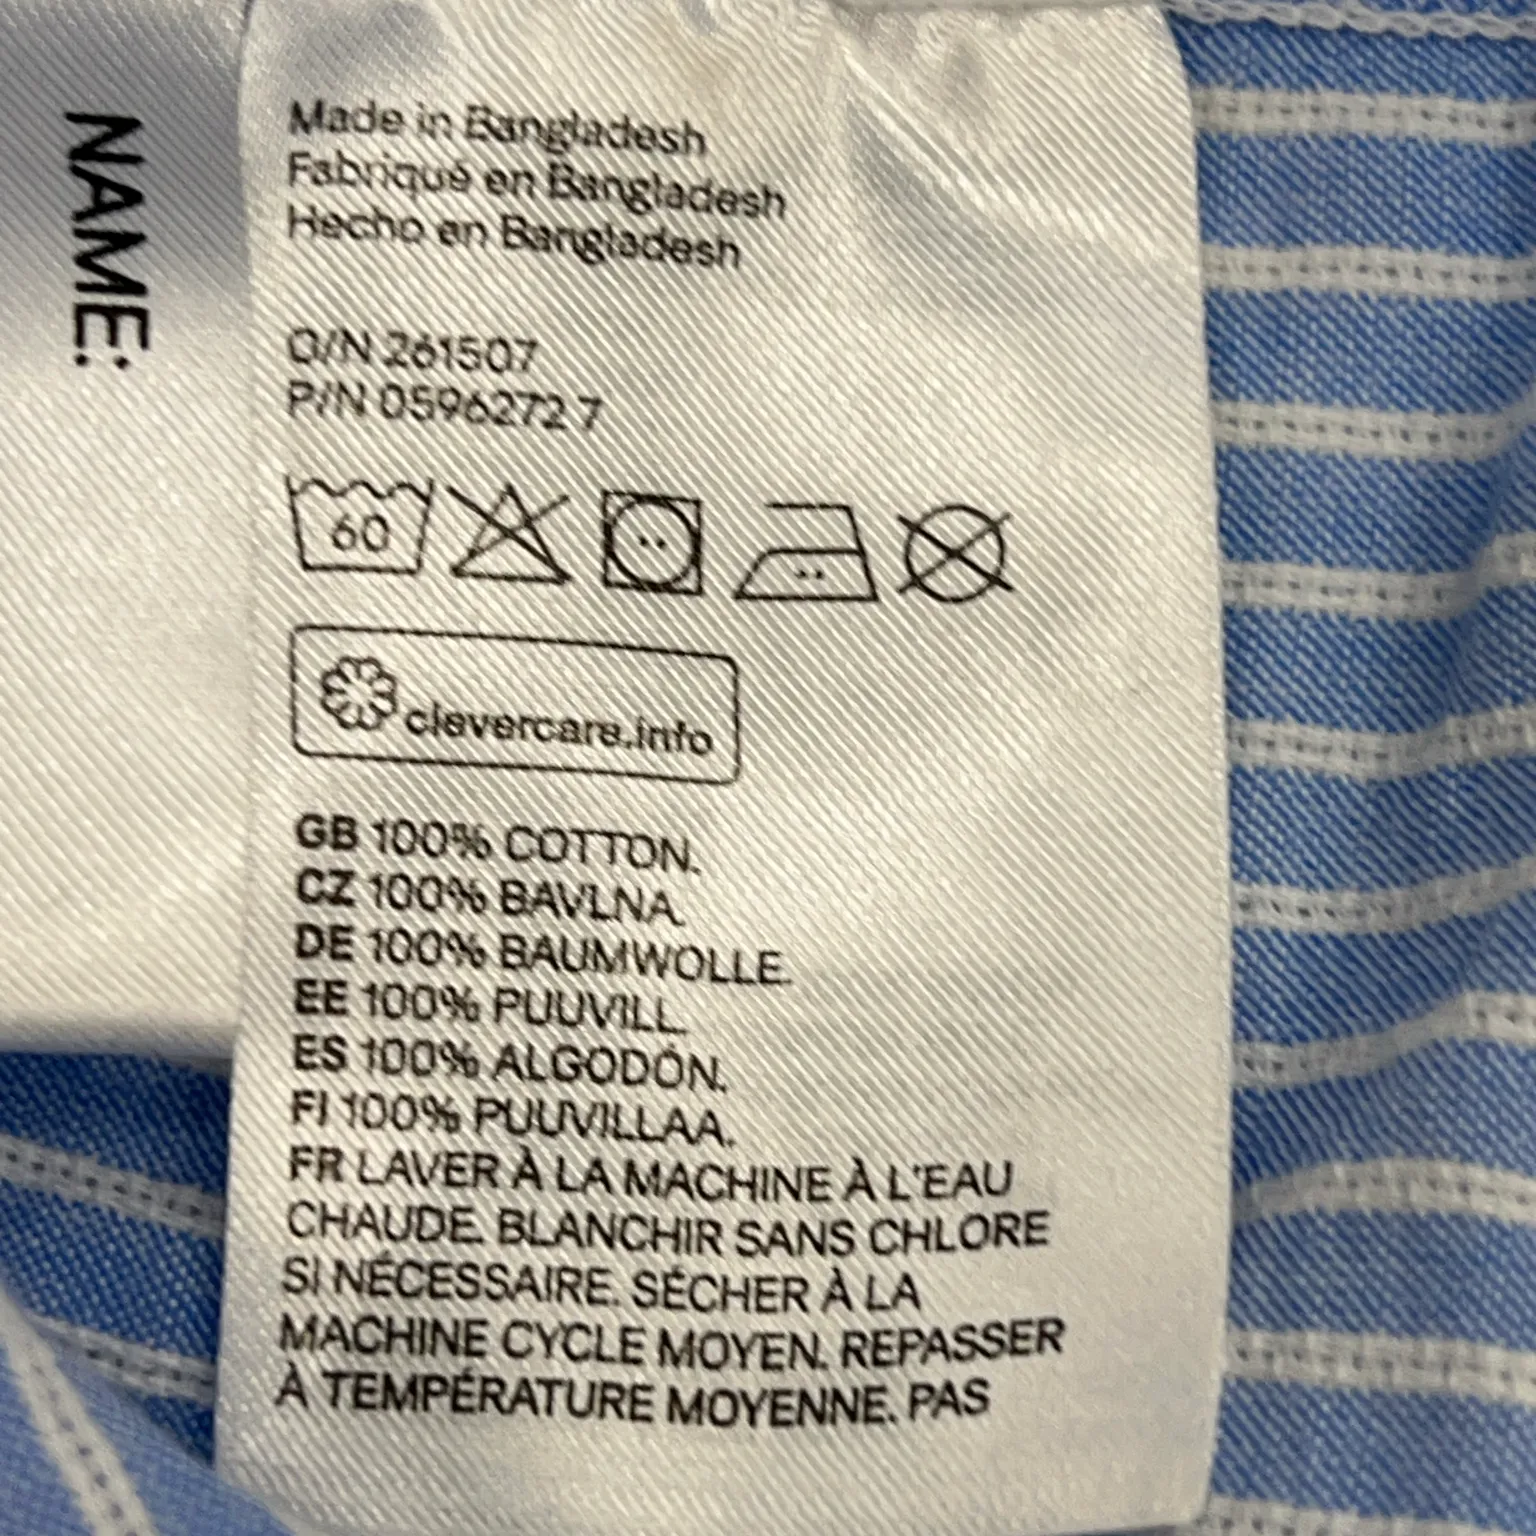 NAME:
Made in Bangladesh
Fabriqué en Bangladesh
Hecho en Bangladesh
O/N 261507
P/N 0596272 7
60
clevercare.info
GB 100% COTTON.
CZ 100% BAVLNA.
DE 100% BAUMWOLLE.
EE 100% PUUVILL.
ES 100% ALGODÓN.
FI 100% PUUVILLAA.
FR LAVER À LA MACHINE À L'EAU
CHAUDE. BLANCHIR SANS CHLORE
SI NÉCESSAIRE. SÉCHER À LA
MACHINE CYCLE MOYEN. REPASSER
À TEMPÉRATURE MOYENNE. PAS